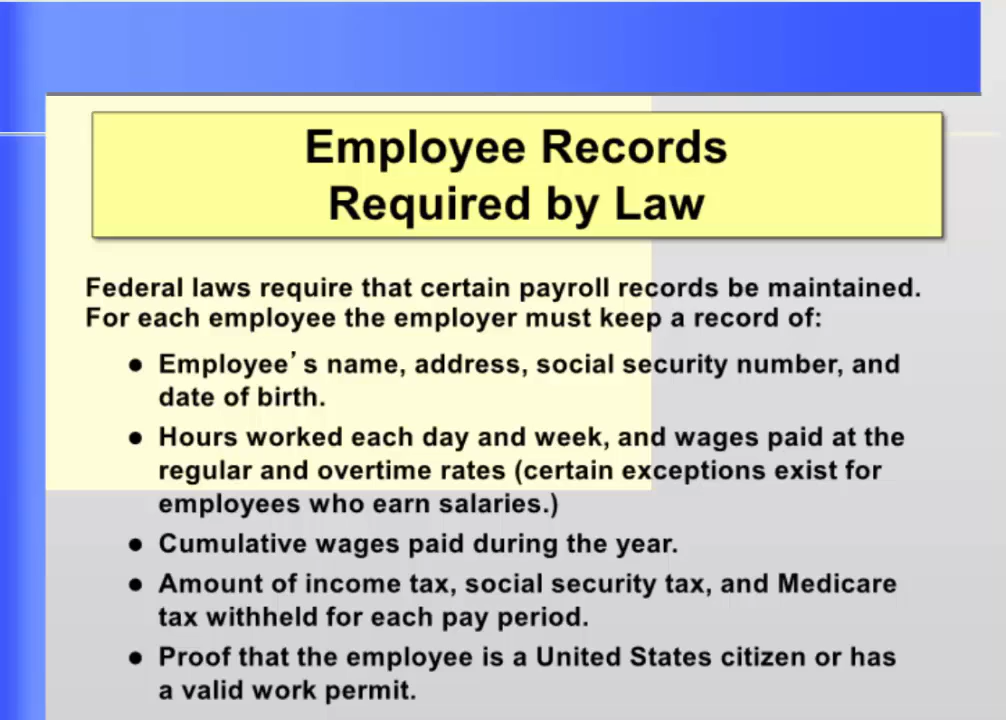 Employee Records
Required by Law
Federal laws require that certain payroll records be maintained.
For each employee the employer must keep a record of:
● Employee’ s name, address, social security number, and
date of birth.
● Hours worked each day and week, and wages paid at the
regular and overtime rates (certain exceptions exist for
employees who earn salaries.)
● Cumulative wages paid during the year.
● Amount of income tax, social security tax, and Medicare
tax withheld for each pay period.
● Proof that the employee is a United States citizen or has
a valid work permit.